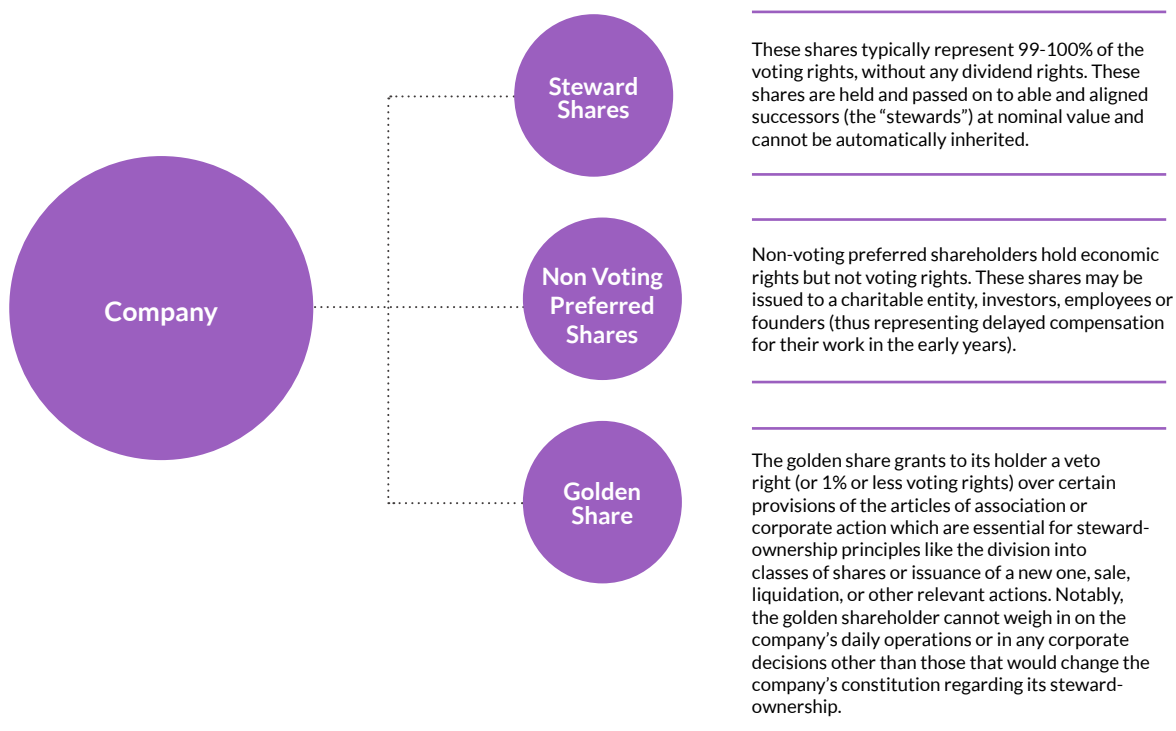 Company
Steward
Shares
These shares typically represent 99-100% of the
voting rights, without any dividend rights. These
shares are held and passed on to able and aligned
successors (the “stewards”) at nominal value and
cannot be automatically inherited.
Non Voting
Preferred
Shares
Non-voting preferred shareholders hold economic
rights but not voting rights. These shares may be
issued to a charitable entity, investors, employees or
founders (thus representing delayed compensation
for their work in the early years).
Golden
Share
The golden share grants to its holder a veto
right (or 1% or less voting rights) over certain
provisions of the articles of association or
corporate action which are essential for steward-
ownership principles like the division into
classes of shares or issuance of a new one, sale,
liquidation, or other relevant actions. Notably,
the golden shareholder cannot weigh in on the
company’s daily operations or in any corporate
decisions other than those that would change the
company’s constitution regarding its steward-
ownership.